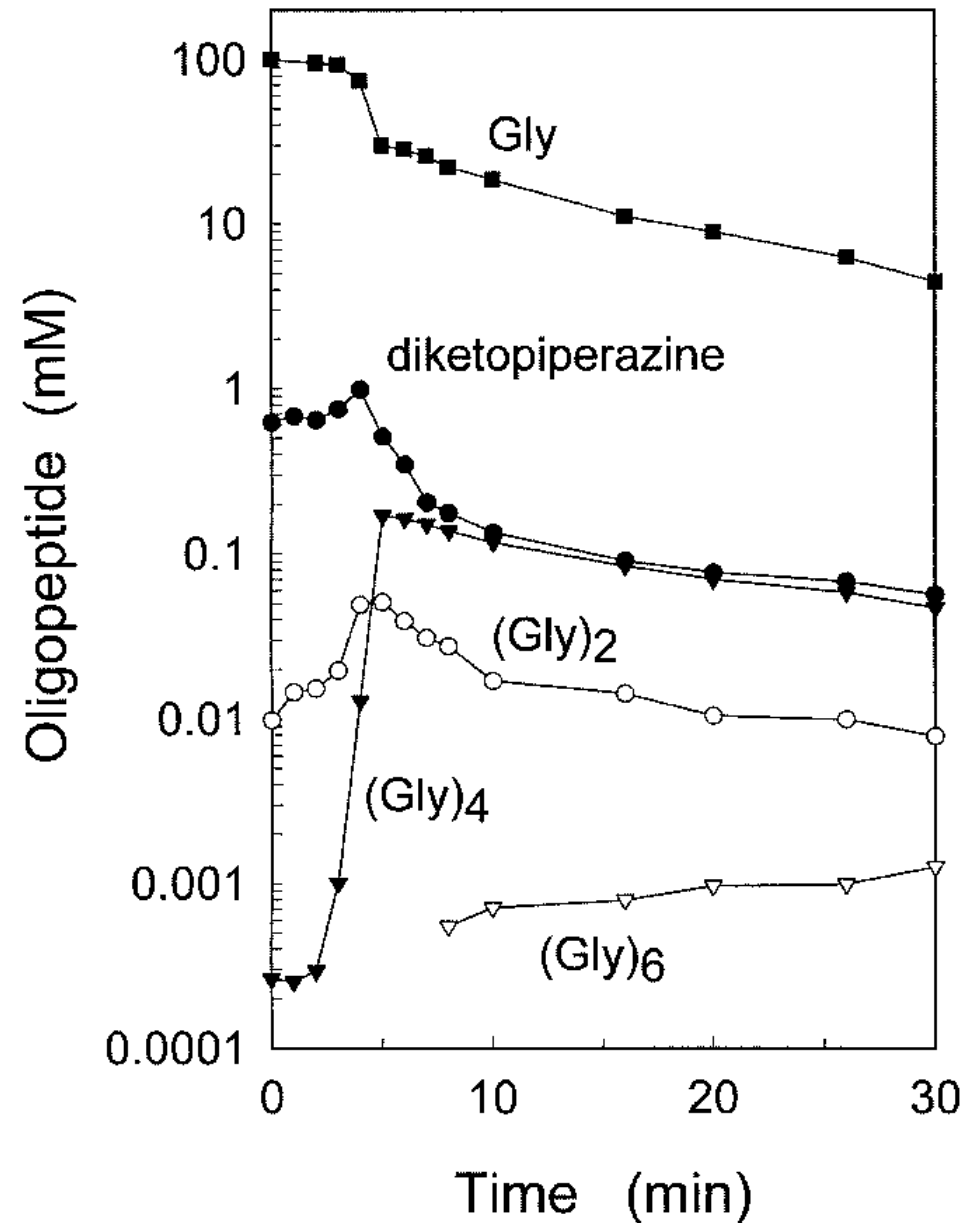 100
Gly
10
diketopiperazine
1
0.1
(Gly)2
0.01
(Gly)4
0.001
(Gly)6
0.0001
0 10 20 30
Time (min)
Oligopeptide (mM)